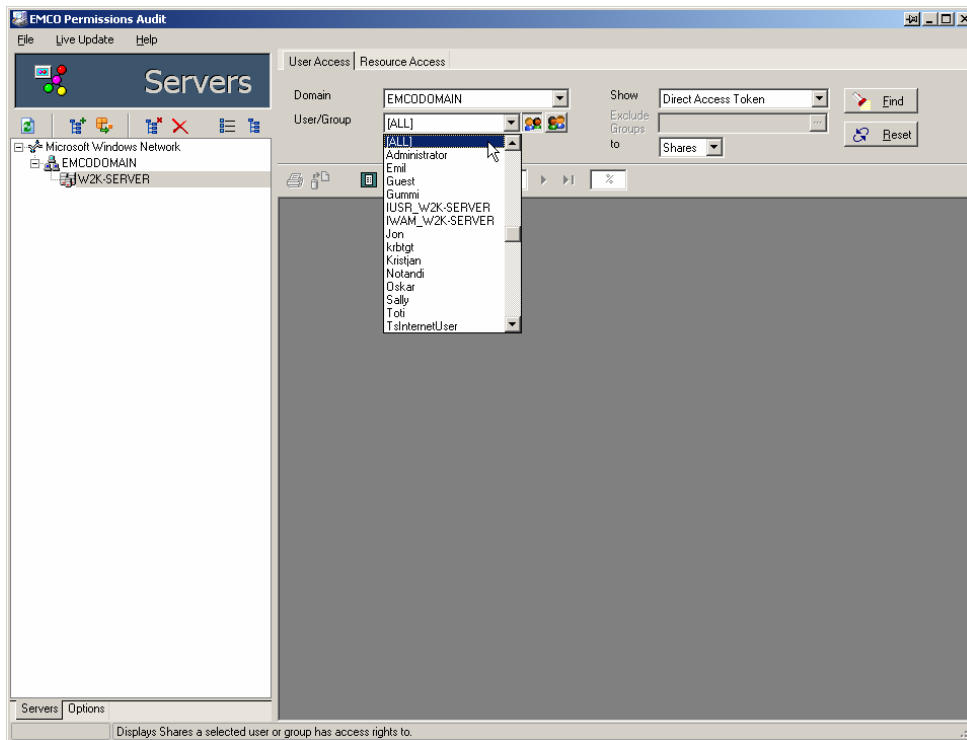 EMCO Permissions Audit
File Live Update Help
Servers
User Access Resource Access
Domain EMCODOMAIN Show Direct Access Token Find
User/Group [ALL] Exclude Groups ... Reset
to Shares
Microsoft Windows Network
EMCODOMAIN
W2K-SERVER
%
[ALL]
Administrator
Emil
Guest
Gummi
IUSR_W2K-SERVER
IWAM_W2K-SERVER
Jon
krbtgt
Kristjan
Notandi
Oskar
Sally
Toti
TsInternetUser
Servers Options
Displays Shares a selected user or group has access rights to.